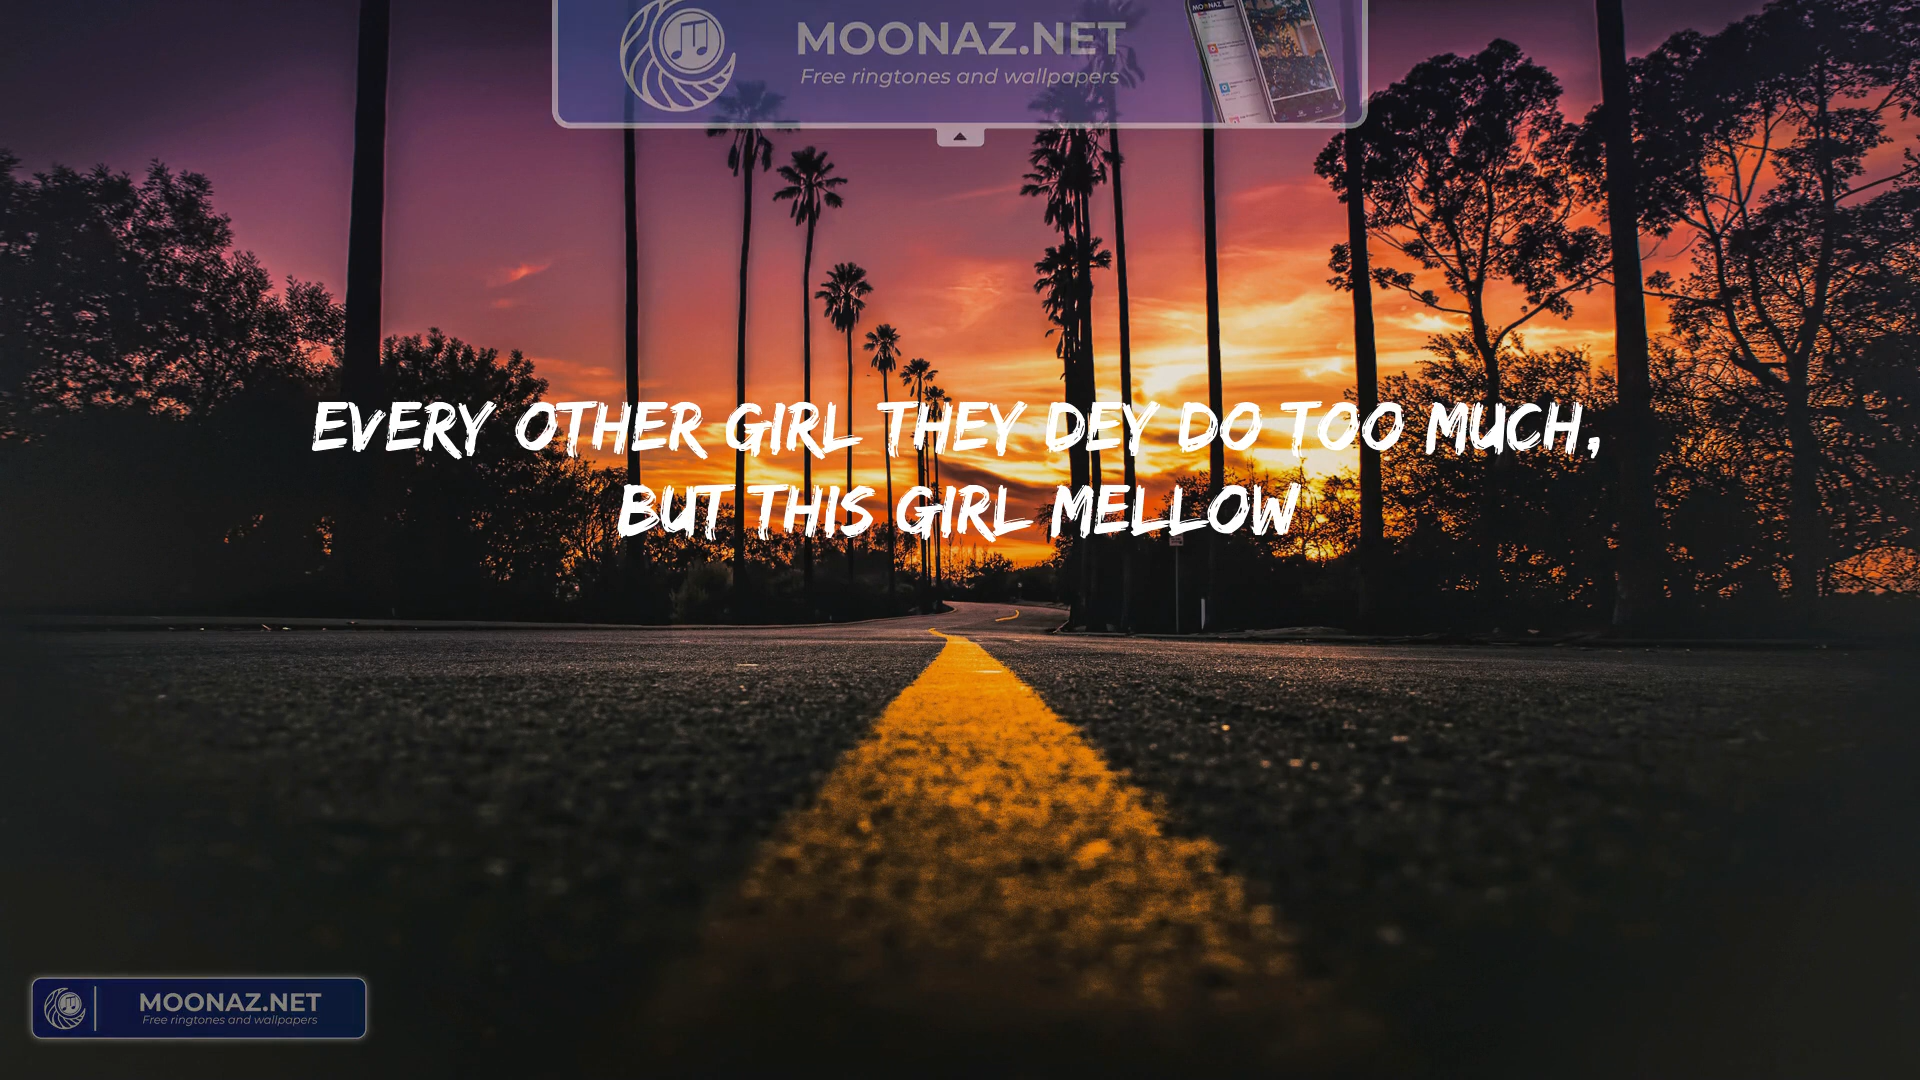 MOONAZ.NET
Free ringtones and wallpapers
EVERY OTHER GIRL THEY DEY DO TOO MUCH,
BUT THIS GIRL MELLOW
MOONAZ.NET
Free ringtones and wallpapers